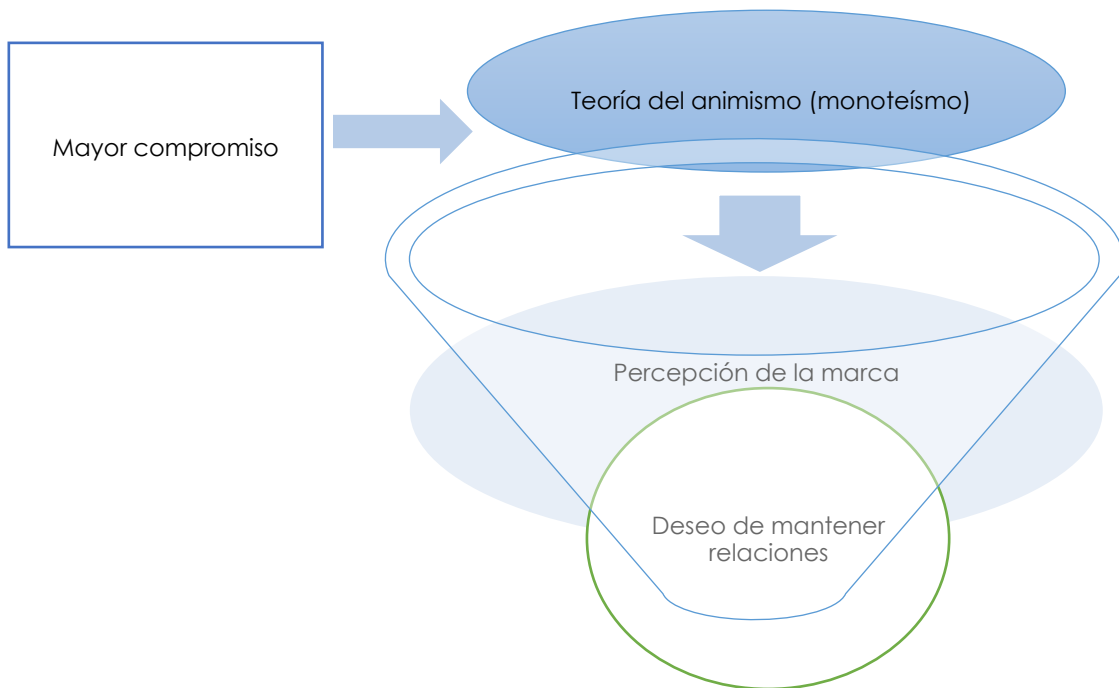 Teoría del animismo (monoteísmo)
Mayor compromiso
Percepción de la marca
Deseo de mantener
relaciones